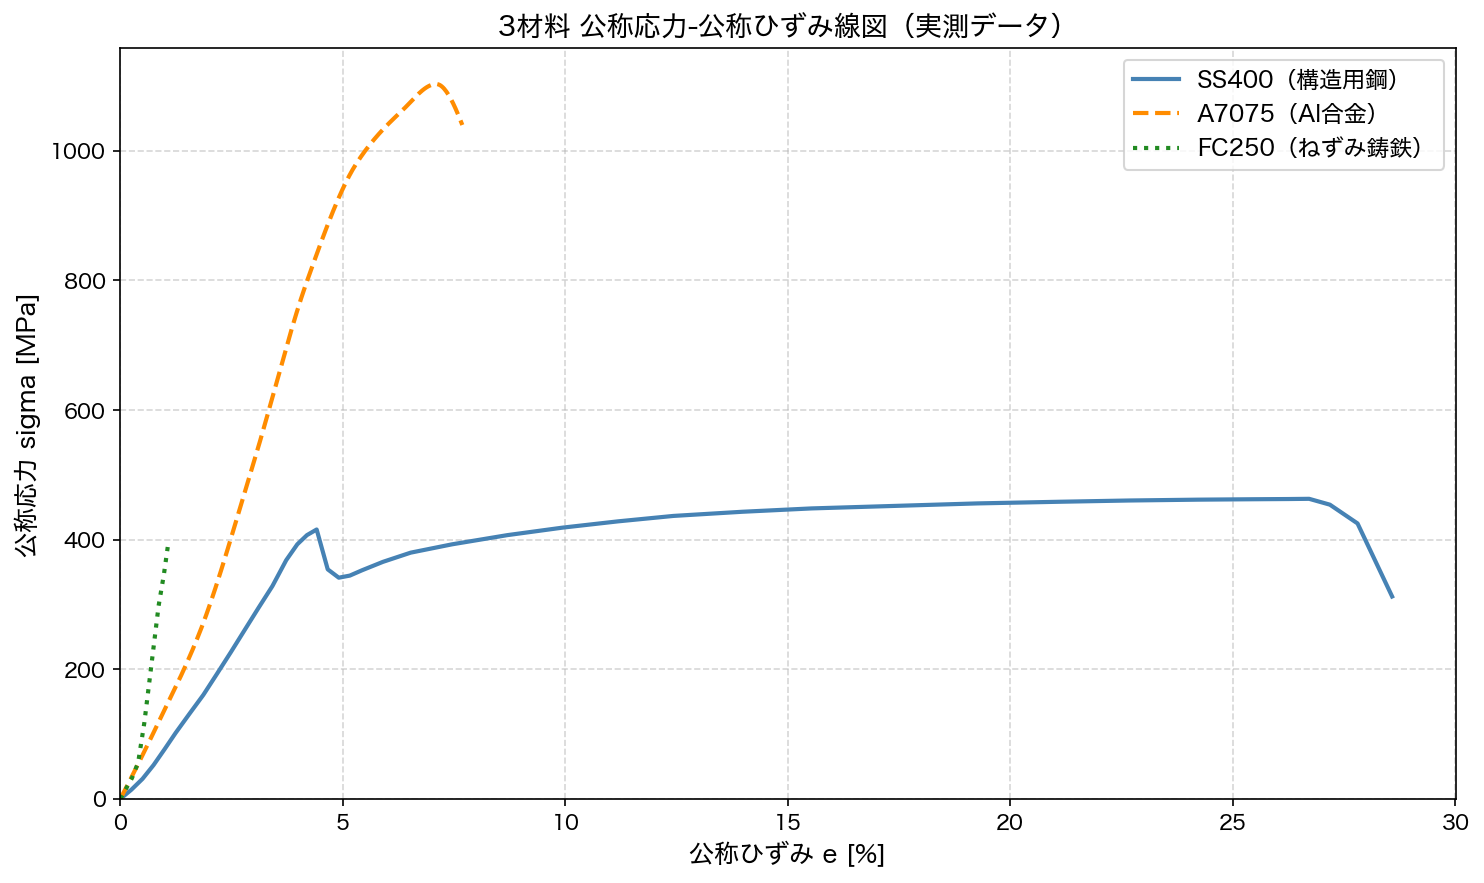 3材料 公称応力-公称ひずみ線図（実測データ）
SS400（構造用鋼）
A7075（Al合金）
FC250（ねずみ鋳鉄）
公称応力 sigma [MPa]
1000
800
600
400
200
0
0 5 10 15 20 25 30
公称ひずみ e [%]